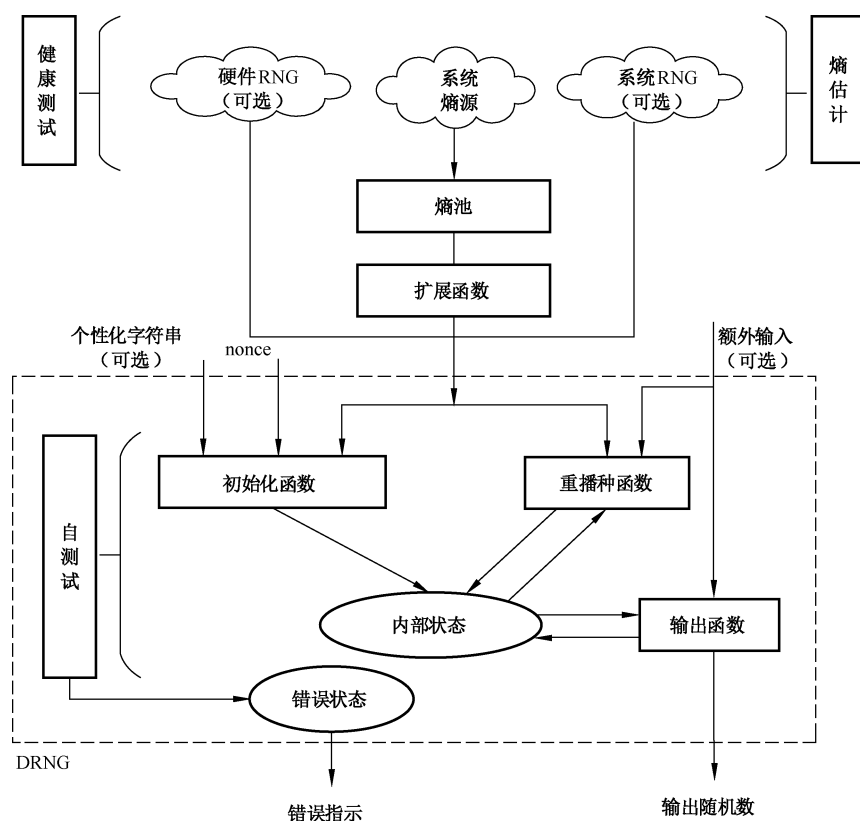 健康测试
硬件RNG
（可选）
系统
熵源
系统RNG
（可选）
熵估计
熵池
扩展函数
个性化字符串
（可选）
nonce
额外输入
（可选）
自测试
初始化函数
重播种函数
内部状态
输出函数
错误状态
DRNG
错误指示
输出随机数